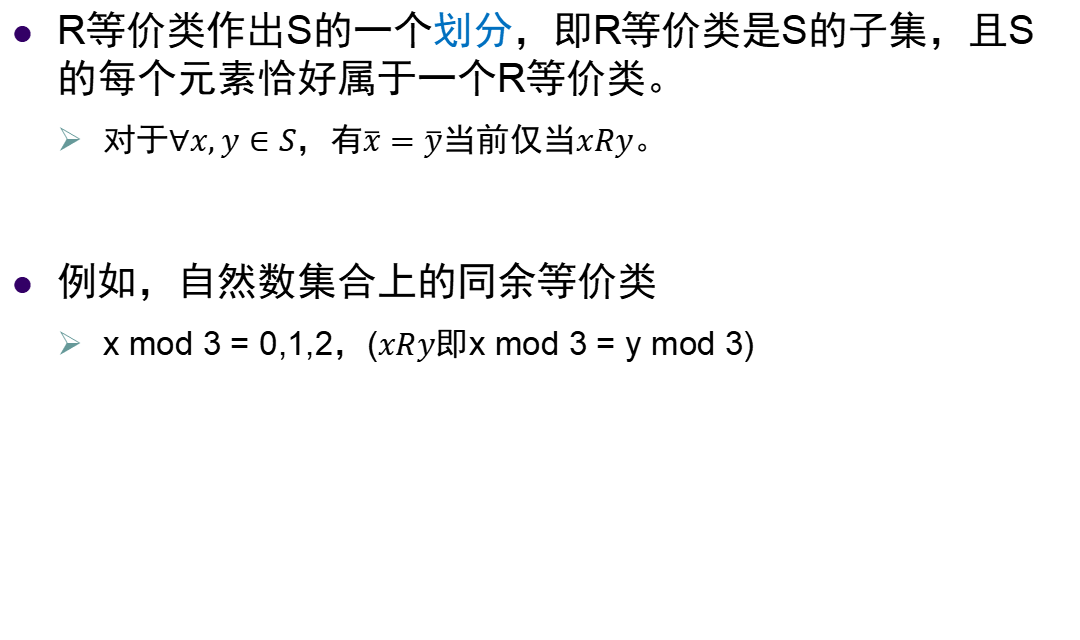 ● R等价类作出S的一个划分，即R等价类是S的子集，且S
的每个元素恰好属于一个R等价类。
➢ 对于∀x, y ∈ S，有x̄ = ȳ当前仅当xRy。
● 例如，自然数集合上的同余等价类
➢ x mod 3 = 0,1,2，(xRy即x mod 3 = y mod 3)